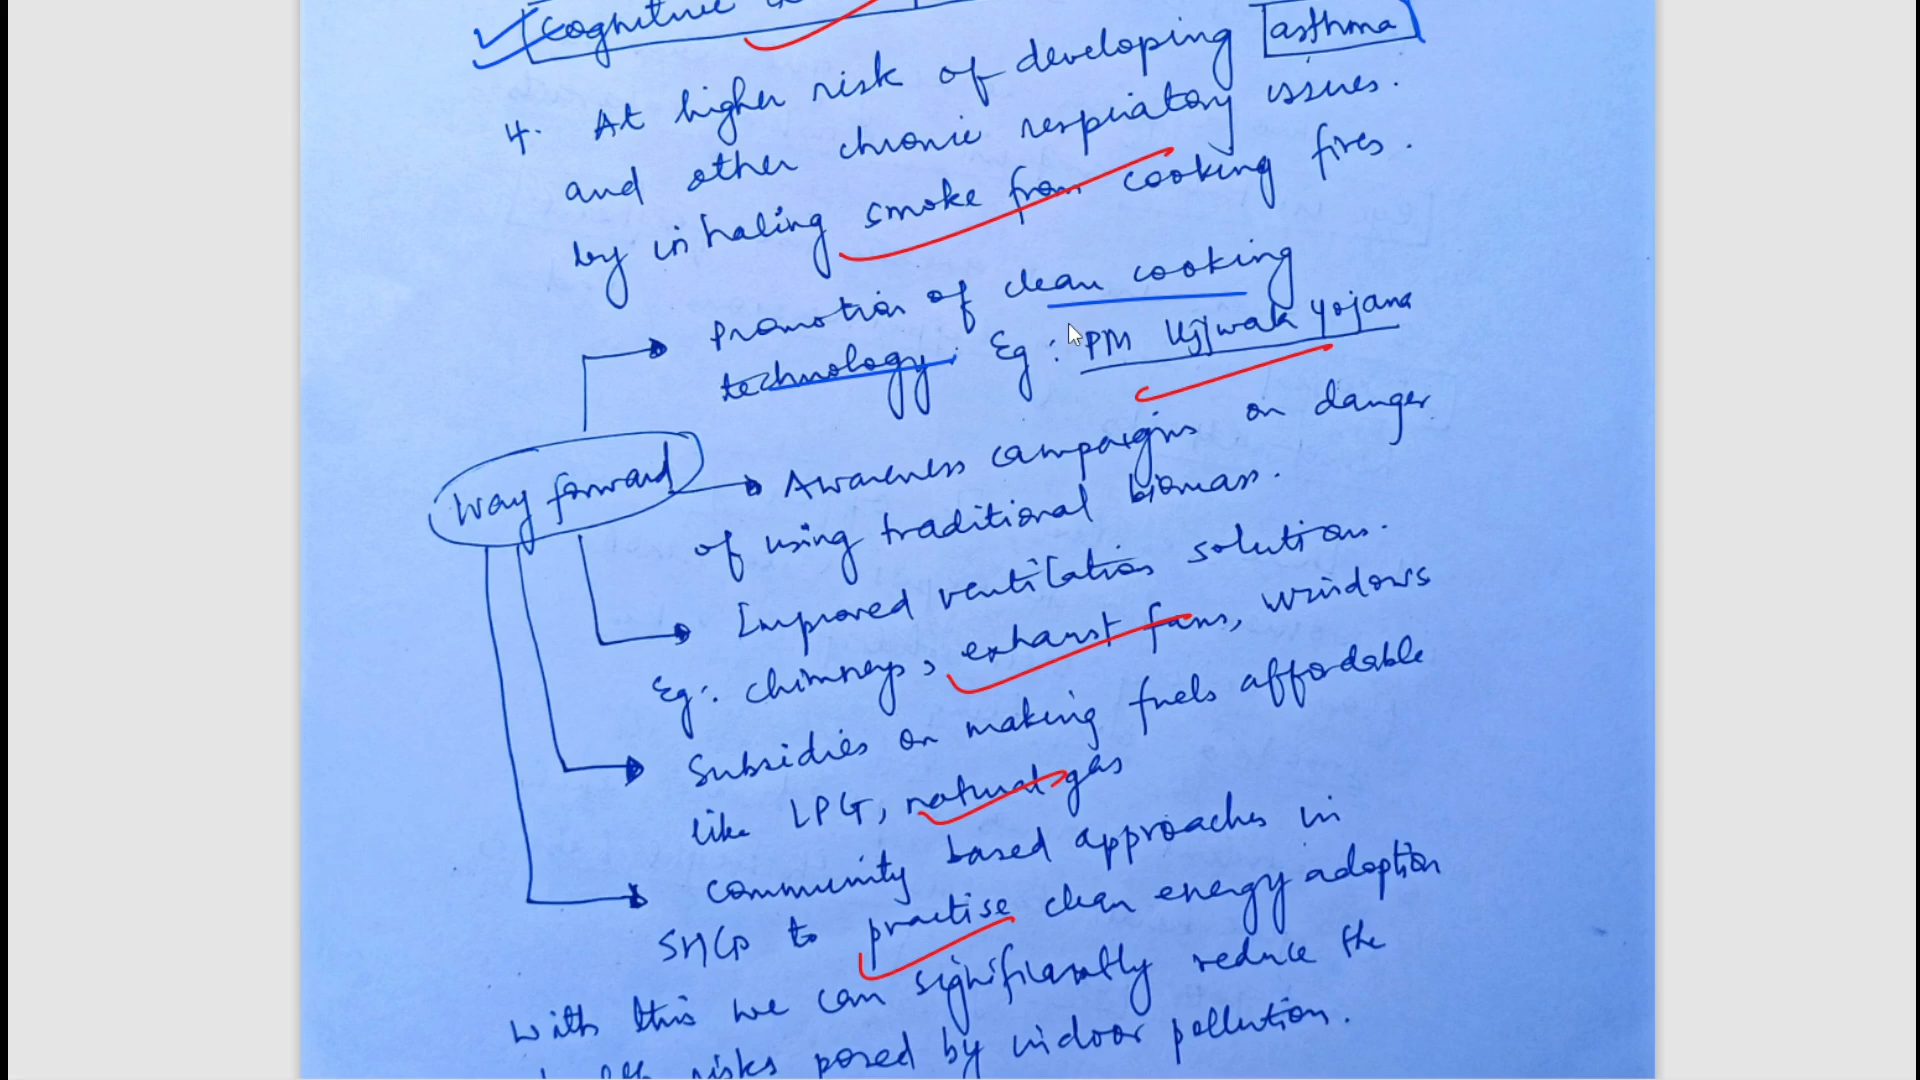 Cognitive
4. At higher risk of developing asthma
and other chronic respiratory issues.
by inhaling smoke from cooking fires.
Promotion of clean cooking
technology. Eg: PM Ujjwala Yojana
Way forward
Awareness campaigns on danger
of using traditional biomass.
Improved ventilation solutions.
Eg: chimneys, exhaust fans, windows
Subsidies on making fuels affordable
like LPG, natural gas
Community based approaches in
SHGs to practise clean energy adoption
With this we can significantly reduce the
risks posed by indoor pollution.